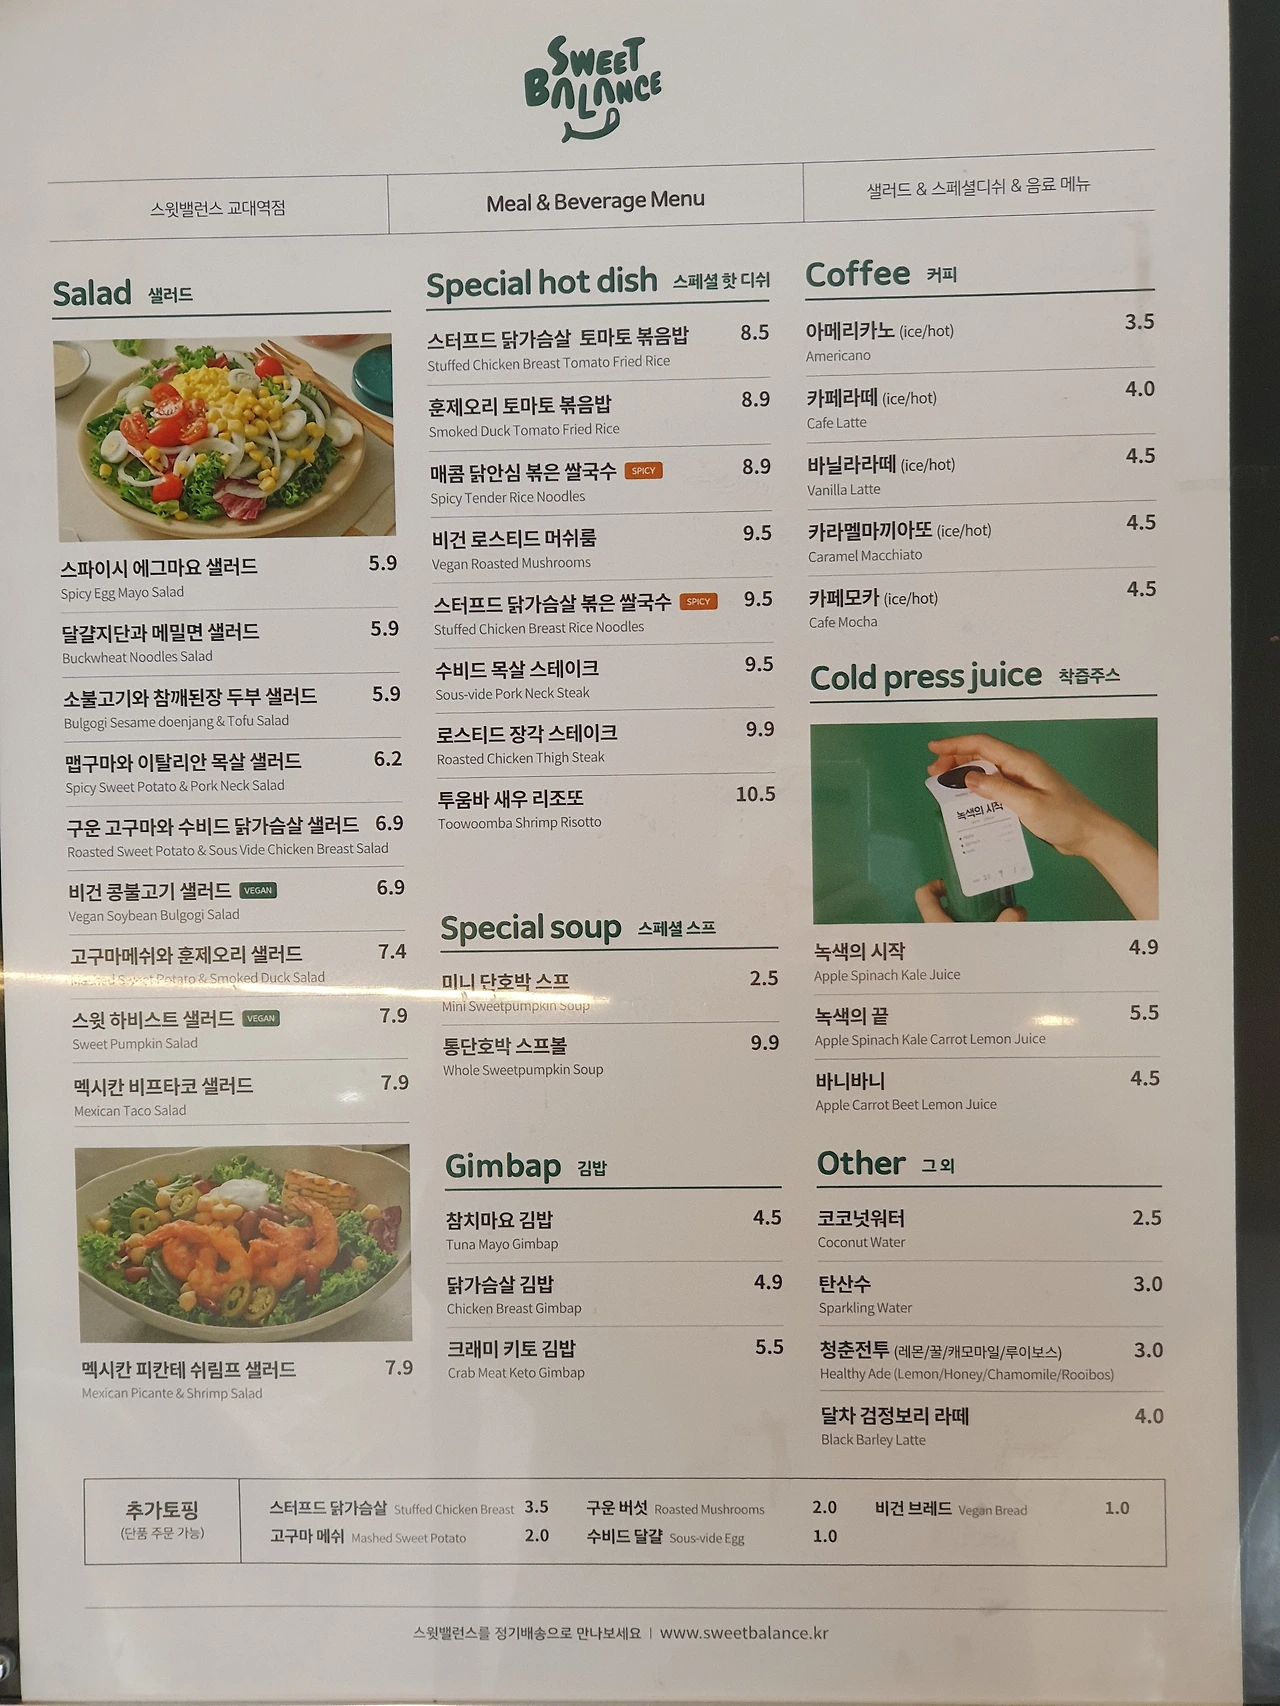 SWEET
BALANCE
스윗밸런스 교대역점
Meal & Beverage Menu
샐러드 & 스페셜디쉬 & 음료 메뉴
Salad 샐러드
스파이시 에그마요 샐러드 5.9
Spicy Egg Mayo Salad
달걀지단과 메밀면 샐러드 5.9
Buckwheat Noodles Salad
소불고기와 참깨된장 두부 샐러드 5.9
Bulgogi Sesame doenjang & Tofu Salad
맵구마와 이탈리안 목살 샐러드 6.2
Spicy Sweet Potato & Pork Neck Salad
구운 고구마와 수비드 닭가슴살 샐러드 6.9
Roasted Sweet Potato & Sous Vide Chicken Breast Salad
비건 콩불고기 샐러드 VEGAN 6.9
Vegan Soybean Bulgogi Salad
고구마메쉬와 훈제오리 샐러드 7.4
Mashed Sweet Potato & Smoked Duck Salad
스윗 하비스트 샐러드 VEGAN 7.9
Sweet Pumpkin Salad
멕시칸 비프타코 샐러드 7.9
Mexican Taco Salad
멕시칸 피칸테 쉬림프 샐러드 7.9
Mexican Picante & Shrimp Salad
Special hot dish 스페셜 핫 디쉬
스터프드 닭가슴살 토마토 볶음밥 8.5
Stuffed Chicken Breast Tomato Fried Rice
훈제오리 토마토 볶음밥 8.9
Smoked Duck Tomato Fried Rice
매콤 닭안심 볶은 쌀국수 SPICY 8.9
Spicy Tender Rice Noodles
비건 로스티드 머쉬룸 9.5
Vegan Roasted Mushrooms
스터프드 닭가슴살 볶은 쌀국수 SPICY 9.5
Stuffed Chicken Breast Rice Noodles
수비드 목살 스테이크 9.5
Sous-vide Pork Neck Steak
로스티드 장각 스테이크 9.9
Roasted Chicken Thigh Steak
투움바 새우 리조또 10.5
Toowoomba Shrimp Risotto
Special soup 스페셜 스프
미니 단호박 스프 2.5
Mini Sweetpumpkin Soup
통단호박 스프볼 9.9
Whole Sweetpumpkin Soup
Gimbap 김밥
참치마요 김밥 4.5
Tuna Mayo Gimbap
닭가슴살 김밥 4.9
Chicken Breast Gimbap
크래미 키토 김밥 5.5
Crab Meat Keto Gimbap
Coffee 커피
아메리카노 (ice/hot) 3.5
Americano
카페라떼 (ice/hot) 4.0
Cafe Latte
바닐라라떼 (ice/hot) 4.5
Vanilla Latte
카라멜마끼아또 (ice/hot) 4.5
Caramel Macchiato
카페모카 (ice/hot) 4.5
Cafe Mocha
Cold press juice 착즙주스
녹색의 시작
녹색의 시작 4.9
Apple Spinach Kale Juice
녹색의 끝 5.5
Apple Spinach Kale Carrot Lemon Juice
바니바니 4.5
Apple Carrot Beet Lemon Juice
Other 그 외
코코넛워터 2.5
Coconut Water
탄산수 3.0
Sparkling Water
청춘전투 (레몬/꿀/캐모마일/루이보스) 3.0
Healthy Ade (Lemon/Honey/Chamomile/Rooibos)
달차 검정보리 라떼 4.0
Black Barley Latte
추가토핑
(단품 주문 가능)
스터프드 닭가슴살 Stuffed Chicken Breast 3.5 구운 버섯 Roasted Mushrooms 2.0 비건 브레드 Vegan Bread 1.0
고구마 메쉬 Mashed Sweet Potato 2.0 수비드 달걀 Sous-vide Egg 1.0
스윗밸런스를 정기배송으로 만나보세요 | www.sweetbalance.kr